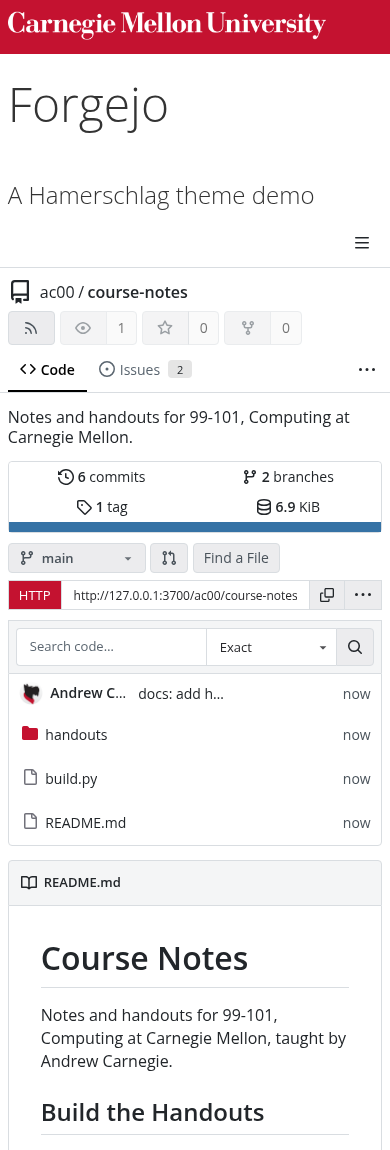 Carnegie Mellon University
Forgejo
A Hamerschlag theme demo
ac00 / course-notes
1
0
0
Code
Issues 2
Notes and handouts for 99-101, Computing at
Carnegie Mellon.
6 commits
2 branches
1 tag
6.9 KiB
main
Find a File
HTTP
http://127.0.0.1:3700/ac00/course-notes
Search code...
Exact
Andrew C... docs: add h... now
handouts now
build.py now
README.md now
README.md
Course Notes
Notes and handouts for 99-101,
Computing at Carnegie Mellon, taught by
Andrew Carnegie.
Build the Handouts